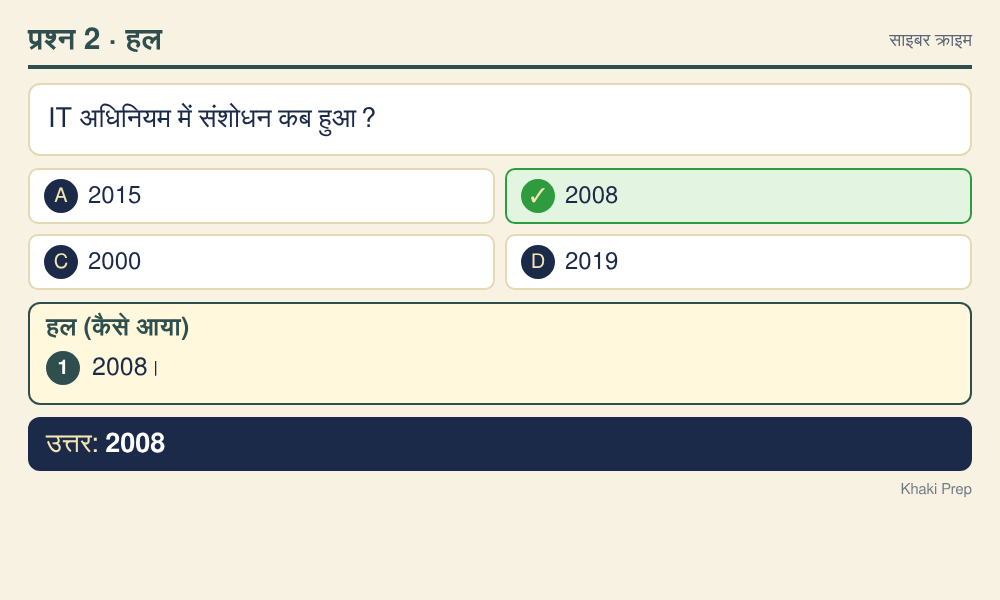 प्रश्न 2 · हल
साइबर क्राइम
IT अधिनियम में संशोधन कब हुआ ?
A 2015
✓ 2008
C 2000
D 2019
हल (कैसे आया)
1 2008।
उत्तर: 2008
Khaki Prep